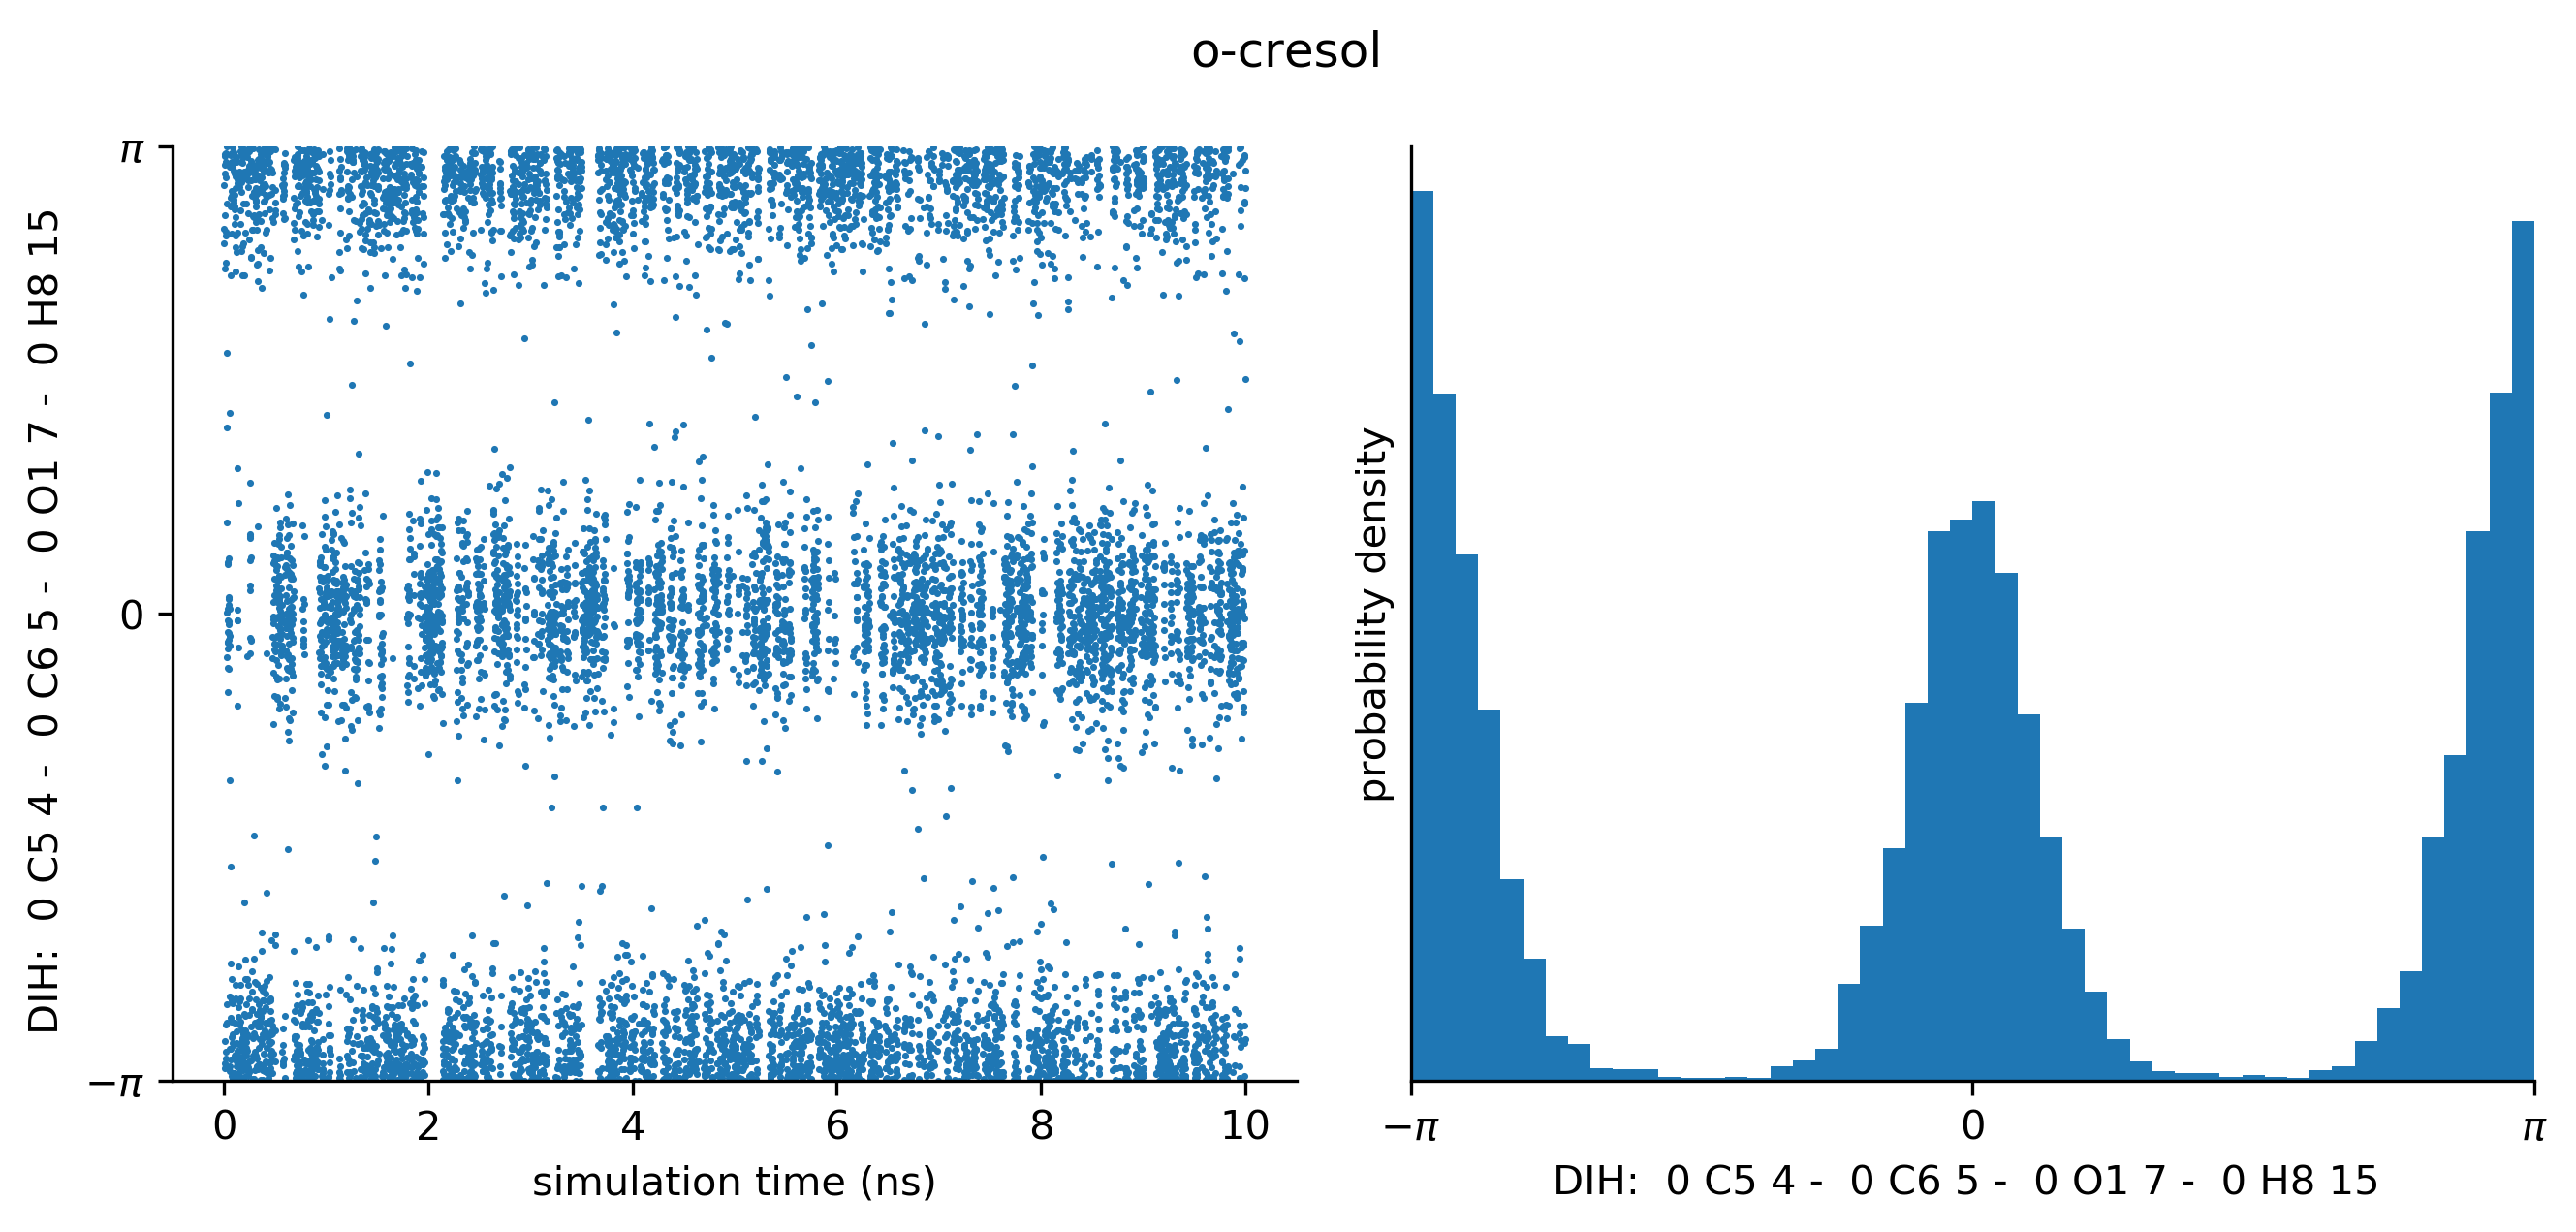 o-cresol
DIH:  0 C5 4 -  0 C6 5 -  0 O1 7 -  0 H8 15
π
0
−π
0 2 4 6 8 10
simulation time (ns)
probability density
−π 0 π
DIH:  0 C5 4 -  0 C6 5 -  0 O1 7 -  0 H8 15